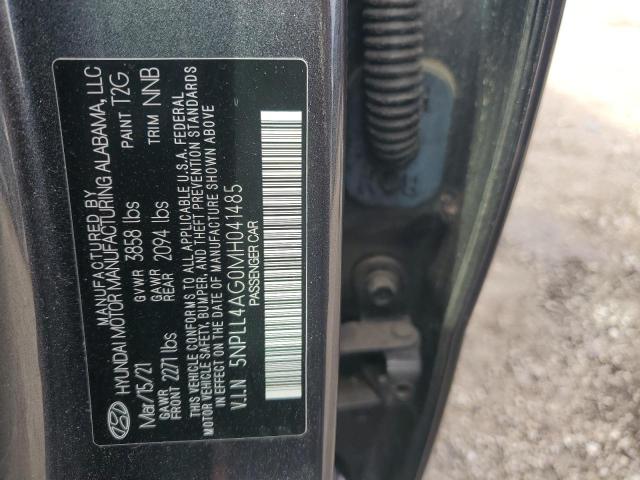 MANUFACTURED BY
HYUNDAI MOTOR MANUFACTURING ALABAMA, LLC
Mar/15/21 GVWR 3858 lbs PAINT T2G
GAWR FRONT 2271 lbs GAWR REAR 2094 lbs TRIM NNB
THIS VEHICLE CONFORMS TO ALL APPLICABLE U.S.A. FEDERAL
MOTOR VEHICLE SAFETY, BUMPER AND THEFT PREVENTION STANDARDS
IN EFFECT ON THE DATE OF MANUFACTURE SHOWN ABOVE
V.I.N 5NPLL4AG0MH041485
PASSENGER CAR